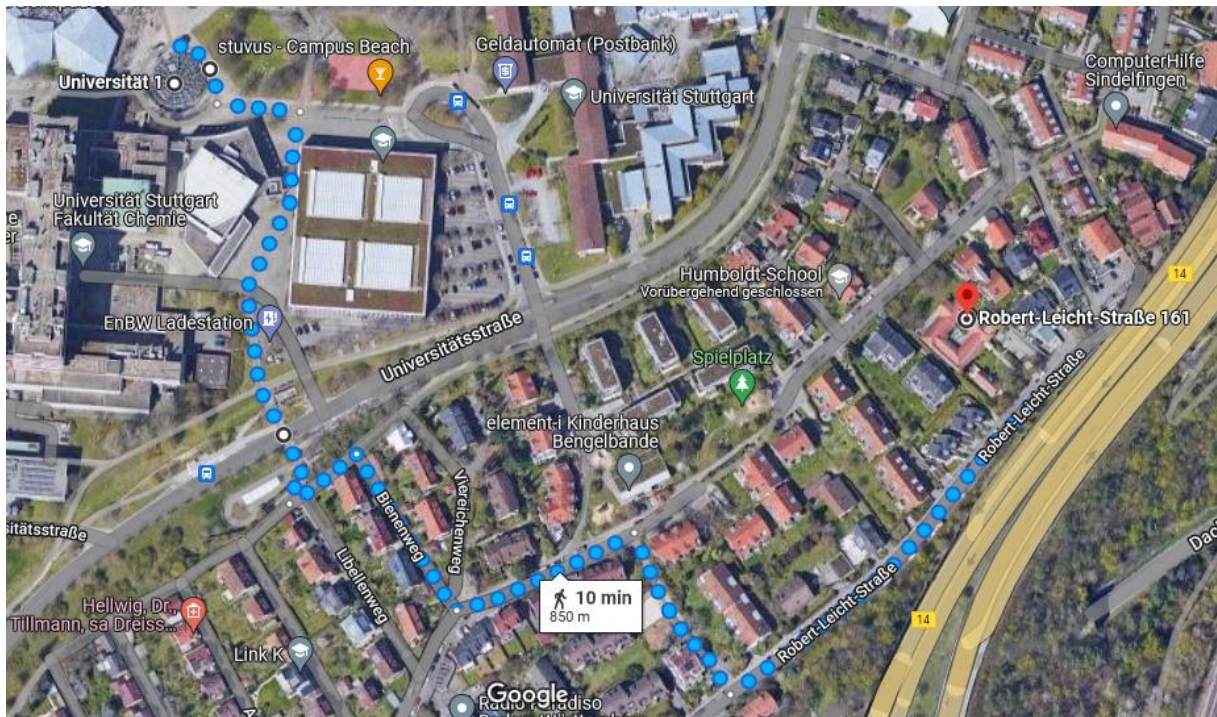 stuvus - Campus Beach
Geldautomat (Postbank)
Universität 1
Universität Stuttgart
ComputerHilfe
Sindelfingen
Universität Stuttgart
Fakultät Chemie
14
Humboldt-School
Vorübergehend geschlossen
EnBW Ladestation
Universitätsstraße
Robert-Leicht-Straße 161
Spielplatz
element-i Kinderhaus
Bengelbande
Robert-Leicht-Straße
Viereichenweg
Bienenweg
Libellenweg
10 min
850 m
Hellwig, Dr.,
Tillmann, sa Dreiss...
14
Robert-Leicht-Straße
Link K
Google